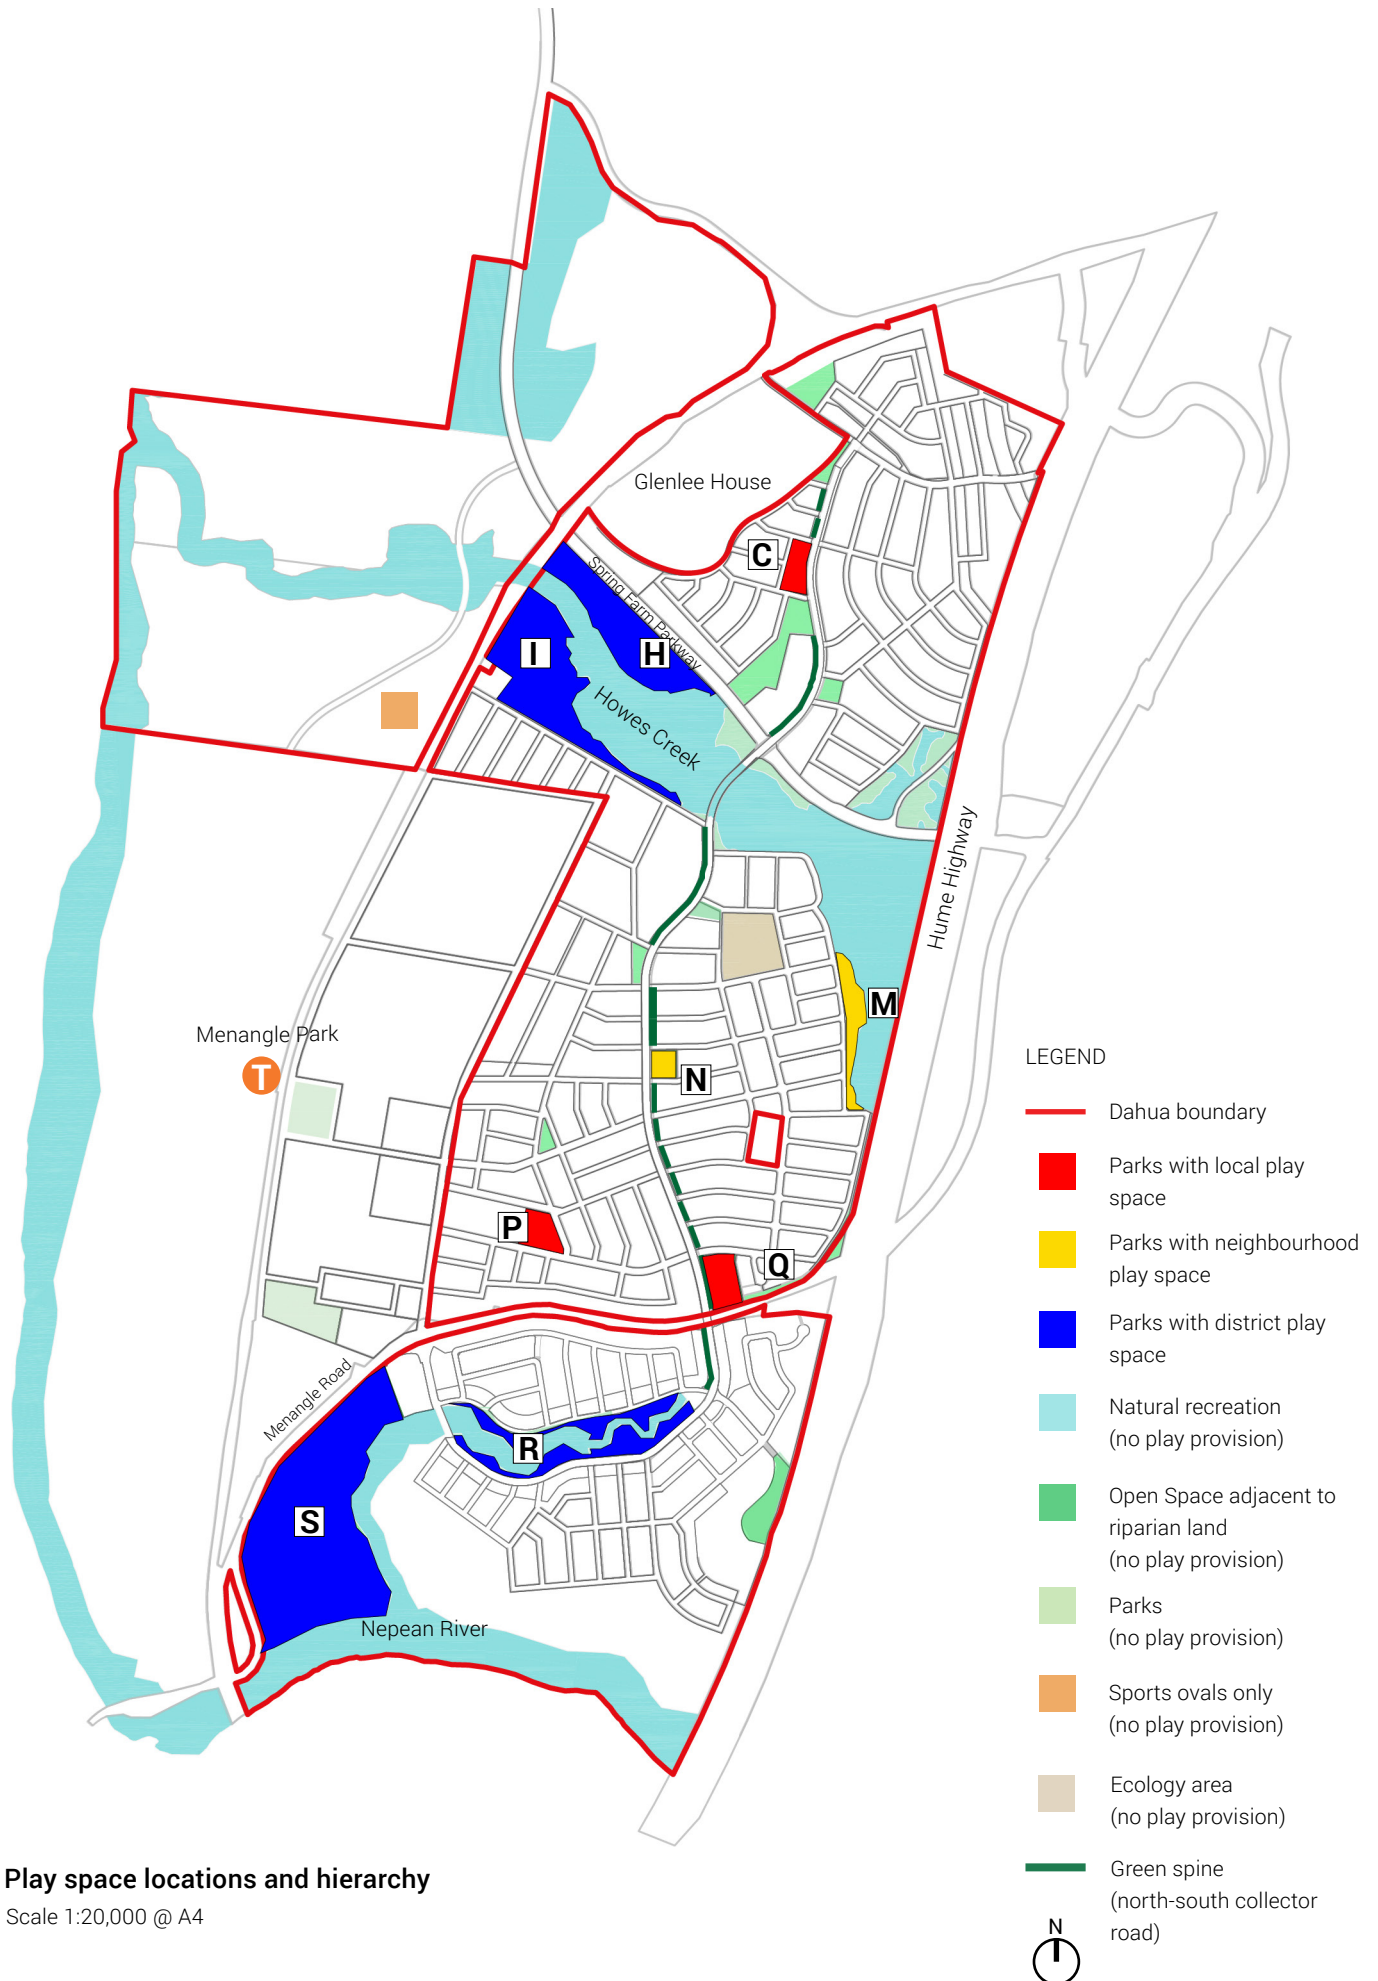 Glenlee House
C
Spring Farm Parkway
I
H
Howes Creek
Hume Highway
M
Menangle Park
T
N
P
Q
Menangle Road
R
S
Nepean River
LEGEND
Dahua boundary
Parks with local play
space
Parks with neighbourhood
play space
Parks with district play
space
Natural recreation
(no play provision)
Open Space adjacent to
riparian land
(no play provision)
Parks
(no play provision)
Sports ovals only
(no play provision)
Ecology area
(no play provision)
Green spine
(north-south collector
road)
N
Play space locations and hierarchy
Scale 1:20,000 @ A4